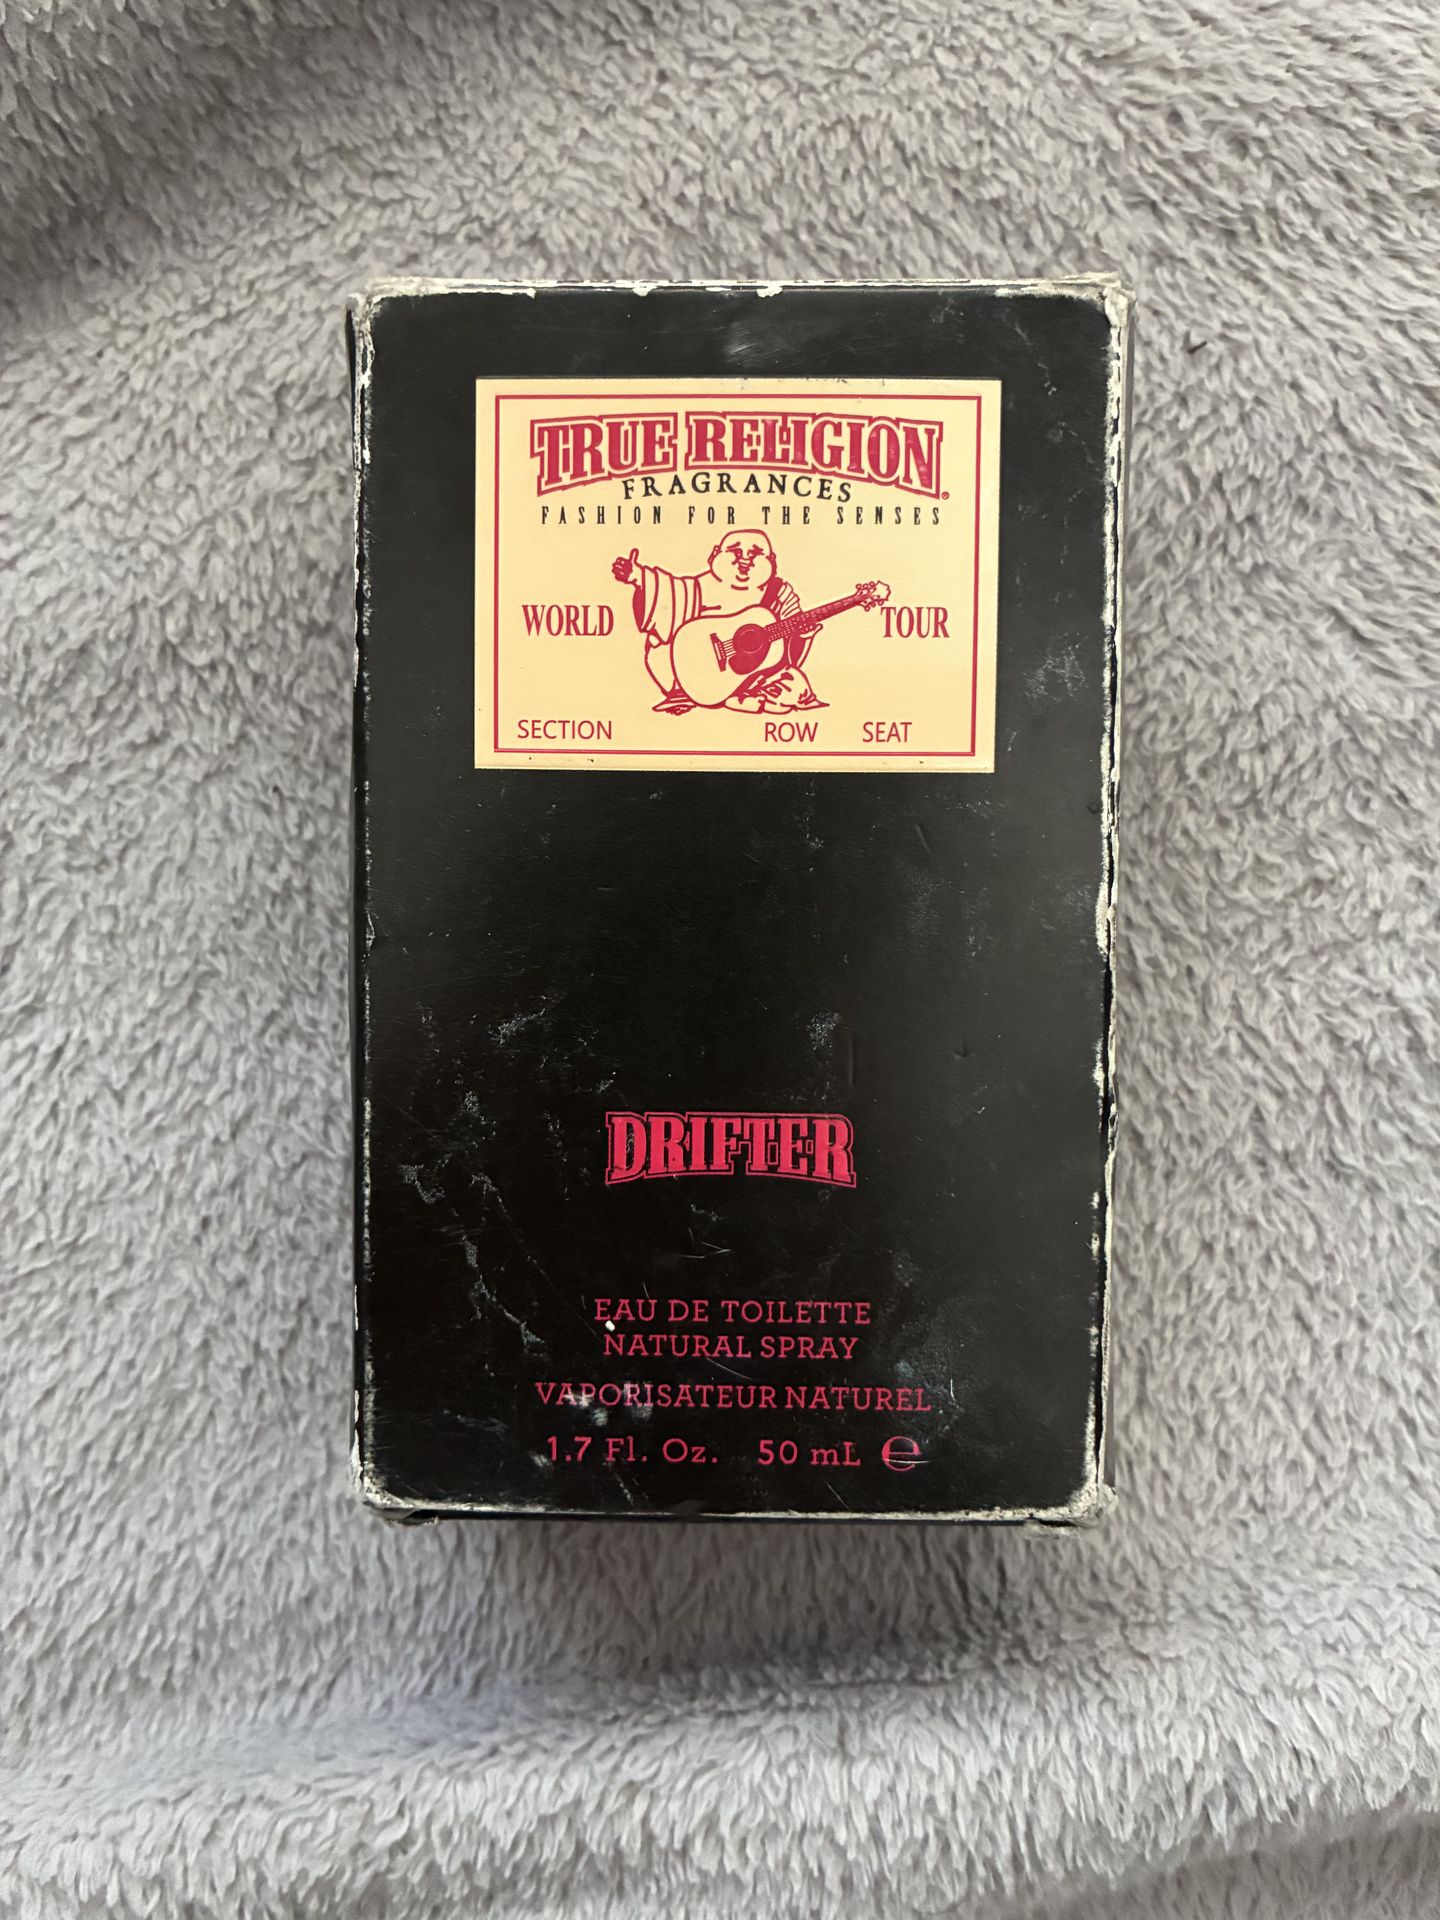 TRUE RELIGION®
FRAGRANCES
FASHION FOR THE SENSES
WORLD TOUR
SECTION ROW SEAT
DRIFTER
EAU DE TOILETTE
NATURAL SPRAY
VAPORISATEUR NATUREL
1.7 Fl. Oz. 50 mL ℮